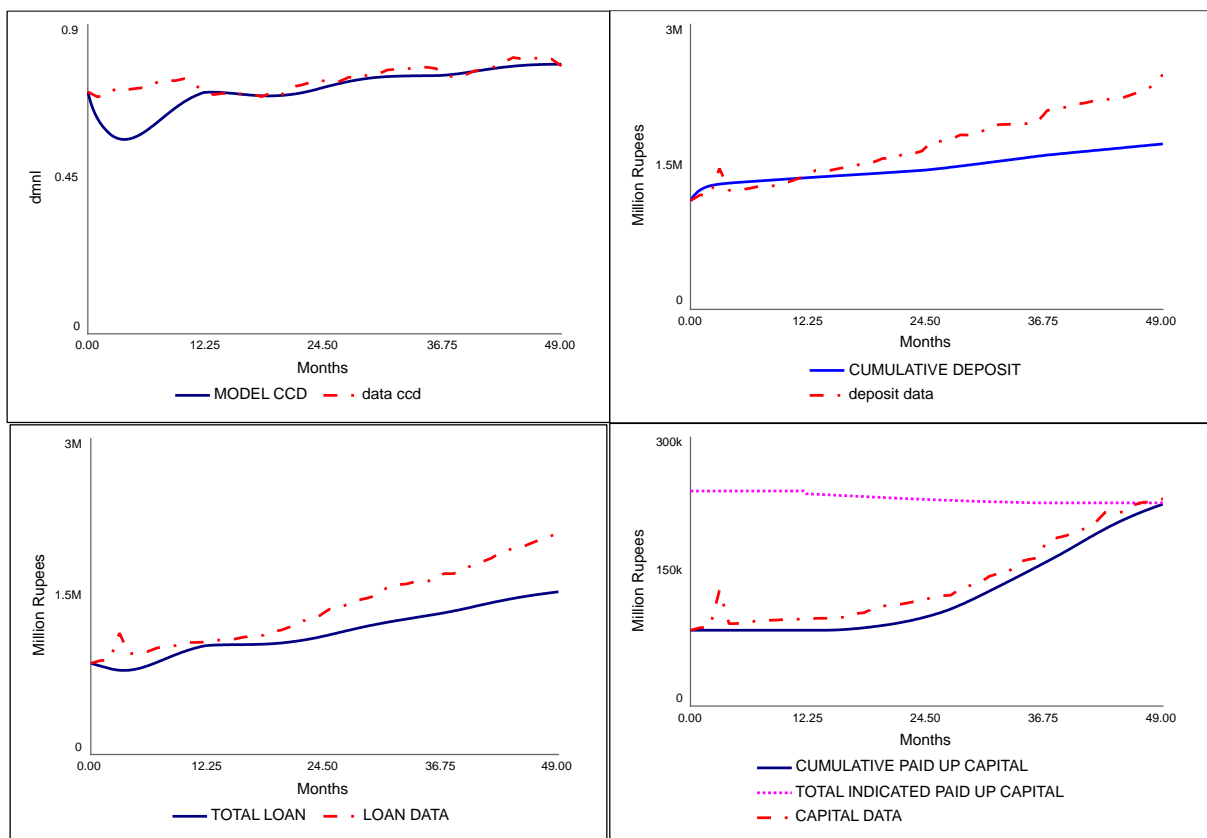 0.9
dmnl
0.45
0
0.00 12.25 24.50 36.75 49.00
Months
MODEL CCD data ccd
3M
Million Rupees
1.5M
0
0.00 12.25 24.50 36.75 49.00
Months
CUMULATIVE DEPOSIT
deposit data
3M
Million Rupees
1.5M
0
0.00 12.25 24.50 36.75 49.00
Months
TOTAL LOAN LOAN DATA
300k
Million Rupees
150k
0
0.00 12.25 24.50 36.75 49.00
Months
CUMULATIVE PAID UP CAPITAL
TOTAL INDICATED PAID UP CAPITAL
CAPITAL DATA